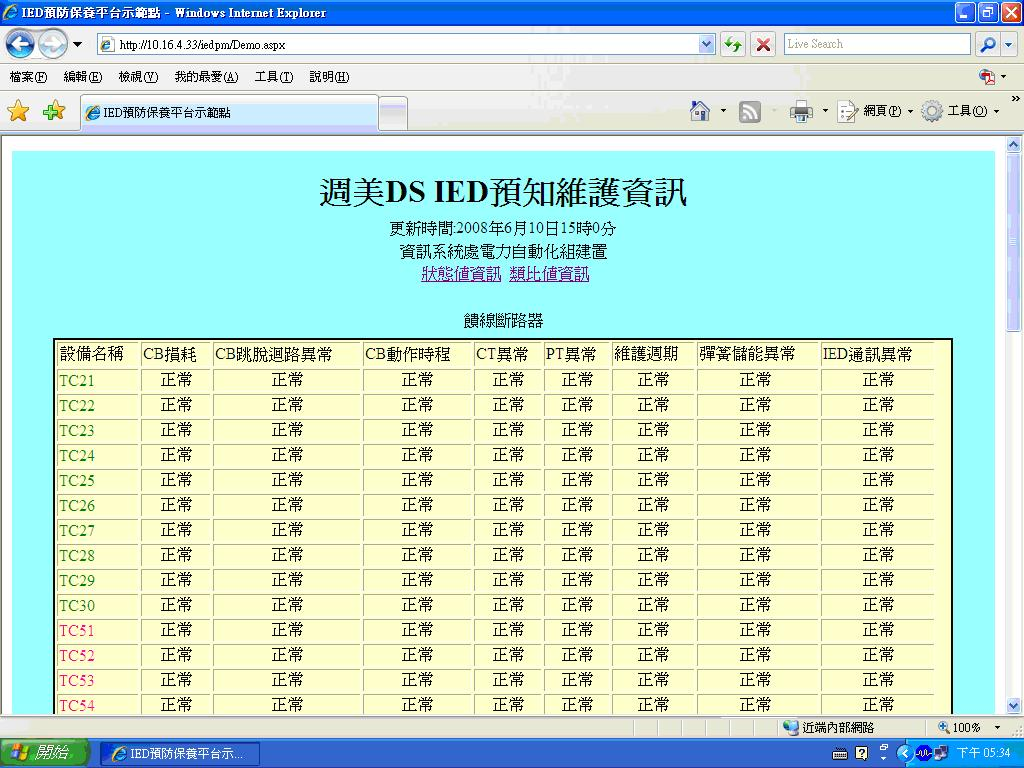 IED預防保養平台示範點 - Windows Internet Explorer
http://10.16.4.33/iedpm/Demo.aspx
Live Search
檔案(F) 編輯(E) 檢視(V) 我的最愛(A) 工具(T) 說明(H)
IED預防保養平台示範點
網頁(P) 工具(O)
週美DS IED預知維護資訊
更新時間:2008年6月10日15時0分
資訊系統處電力自動化組建置
狀態值資訊 類比值資訊
饋線斷路器
設備名稱 CB損耗 CB跳脫迴路異常 CB動作時程 CT異常 PT異常 維護週期 彈簧儲能異常 IED通訊異常
TC21 正常 正常 正常 正常 正常 正常 正常 正常
TC22 正常 正常 正常 正常 正常 正常 正常 正常
TC23 正常 正常 正常 正常 正常 正常 正常 正常
TC24 正常 正常 正常 正常 正常 正常 正常 正常
TC25 正常 正常 正常 正常 正常 正常 正常 正常
TC26 正常 正常 正常 正常 正常 正常 正常 正常
TC27 正常 正常 正常 正常 正常 正常 正常 正常
TC28 正常 正常 正常 正常 正常 正常 正常 正常
TC29 正常 正常 正常 正常 正常 正常 正常 正常
TC30 正常 正常 正常 正常 正常 正常 正常 正常
TC51 正常 正常 正常 正常 正常 正常 正常 正常
TC52 正常 正常 正常 正常 正常 正常 正常 正常
TC53 正常 正常 正常 正常 正常 正常 正常 正常
TC54 正常 正常 正常 正常 正常 正常 正常 正常
近端內部網路 100%
開始 IED預防保養平台示... 下午 05:34